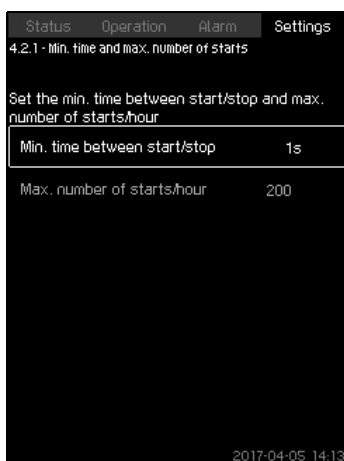 Status Operation Alarm Settings
4.2.1 - Min. time and max. number of starts
Set the min. time between start/stop and max.
number of starts/hour
Min. time between start/stop 1s
Max. number of starts/hour 200
2017-04-05 14:13